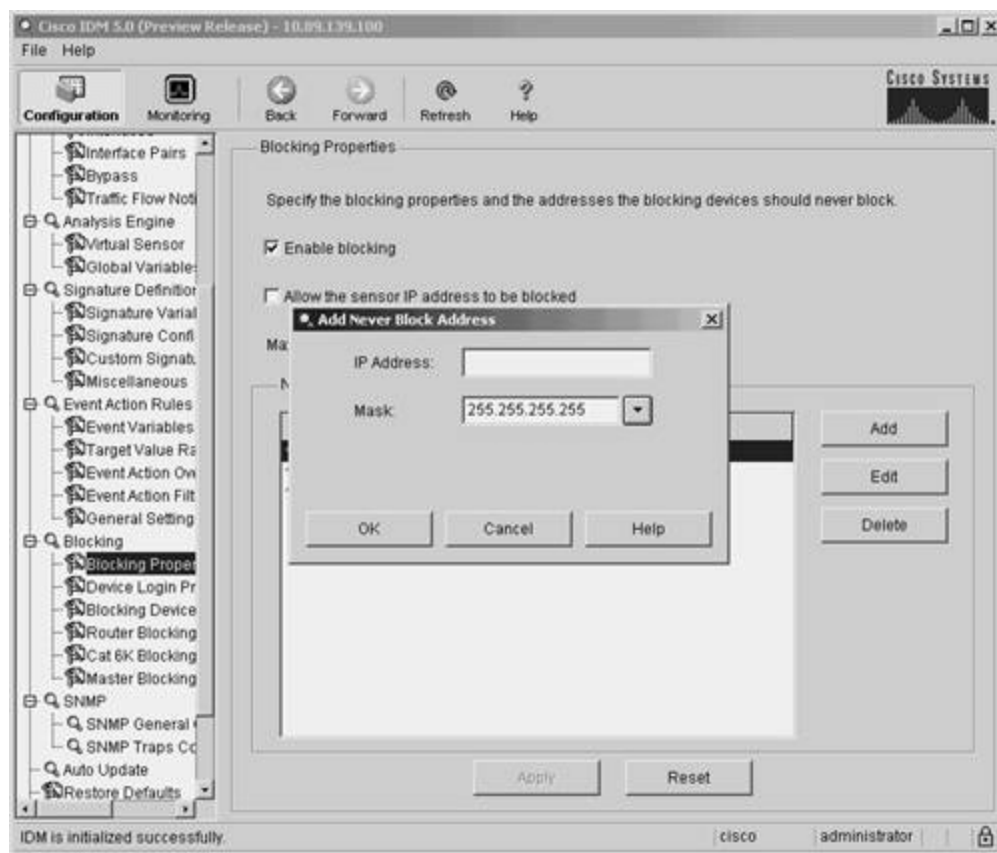 Cisco IDM 5.0 (Preview Release) - 10.89.139.100
File Help
Configuration Monitoring Back Forward Refresh Help
CISCO SYSTEMS
Interface Pairs
Bypass
Traffic Flow Noti
Analysis Engine
Virtual Sensor
Global Variable
Signature Definition
Signature Varial
Signature Confi
Custom Signatu
Miscellaneous
Event Action Rules
Event Variables
Target Value Ra
Event Action Ove
Event Action Filt
General Setting
Blocking
Blocking Proper
Device Login Pr
Blocking Device
Router Blocking
Cat 6K Blocking
Master Blocking
SNMP
SNMP General
SNMP Traps Co
Auto Update
Restore Defaults
Blocking Properties
Specify the blocking properties and the addresses the blocking devices should never block.
Enable blocking
Allow the sensor IP address to be blocked
Ma
N
Add Never Block Address
IP Address:
Mask: 255.255.255.255
OK Cancel Help
Add
Edit
Delete
Apply Reset
IDM is initialized successfully. cisco administrator